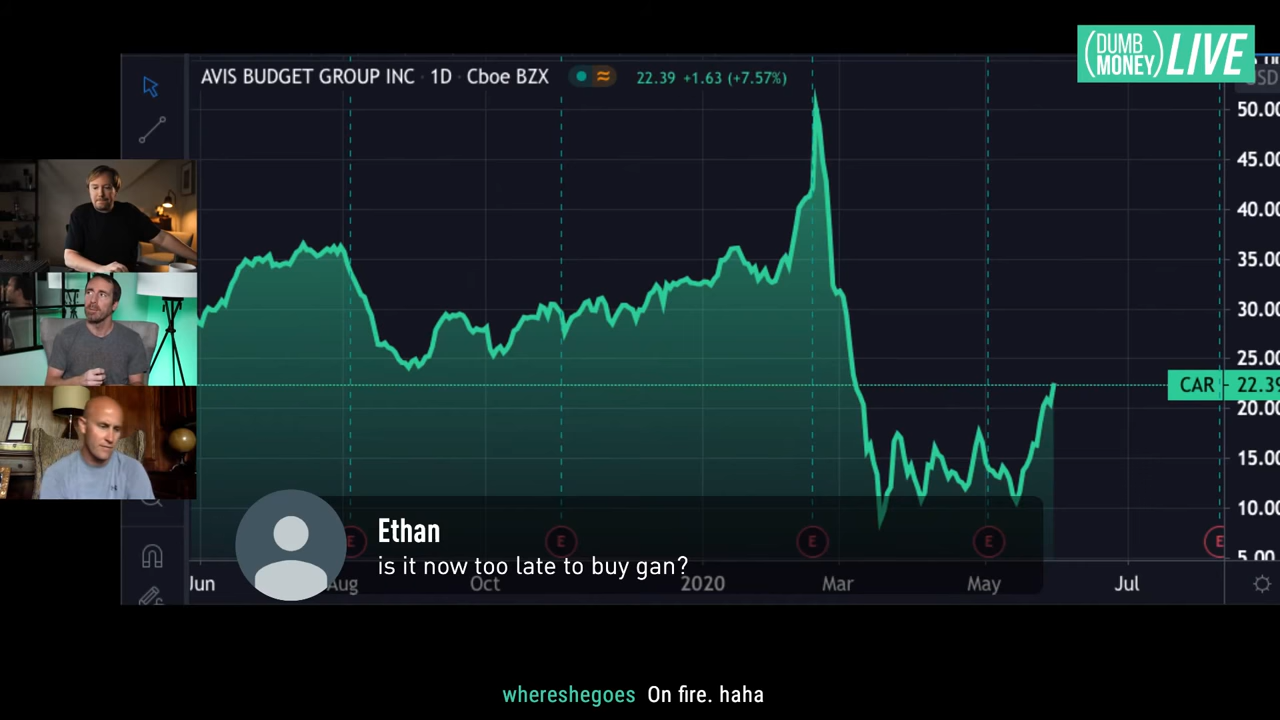 (DUMB MONEY) LIVE
AVIS BUDGET GROUP INC · 1D · Cboe BZX
22.39 +1.63 (+7.57%)
USD
50.00
45.00
40.00
35.00
30.00
25.00
CAR 22.39
20.00
15.00
10.00
5.00
E E E E E
Jun Aug Oct 2020 Mar May Jul
Ethan
is it now too late to buy gan?
whereshegoes On fire. haha